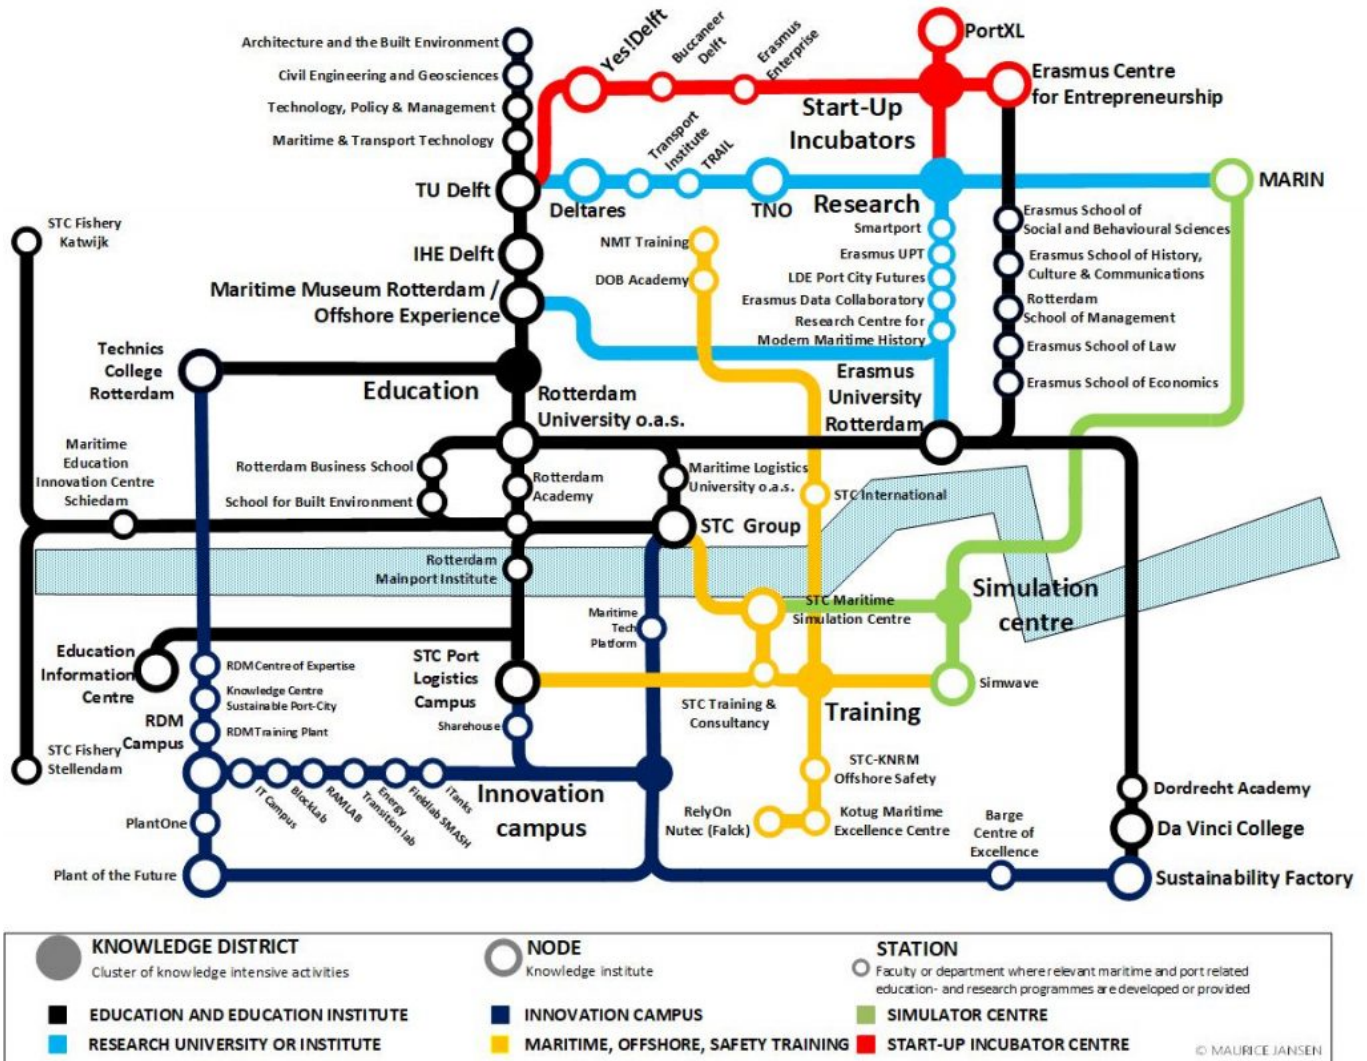 Architecture and the Built Environment
Civil Engineering and Geosciences
Technology, Policy & Management
Maritime & Transport Technology
TU Delft
IHE Delft
Maritime Museum Rotterdam /
Offshore Experience
Yes!Delft
Buccaneer
Delft
Erasmus
Enterprise
PortXL
Start-Up
Incubators
Erasmus Centre
for Entrepreneurship
Deltares
Transport
Institute
TRAIL
TNO
Research
MARIN
Smartport
Erasmus UPT
LDE Port City Futures
Erasmus Data Collaboratory
Research Centre for
Modern Maritime History
Erasmus
University
Rotterdam
Erasmus School of
Social and Behavioural Sciences
Erasmus School of History,
Culture & Communications
Rotterdam
School of Management
Erasmus School of Law
Erasmus School of Economics
NMT Training
DOB Academy
STC Fishery
Katwijk
Technics
College
Rotterdam
Education
Rotterdam
University o.a.s.
Maritime
Education
Innovation Centre
Schiedam
Rotterdam Business School
School for Built Environment
Rotterdam
Academy
Maritime Logistics
University o.a.s.
STC International
STC Group
Rotterdam
Mainport Institute
Maritime
Tech
Platform
STC Maritime
Simulation Centre
Simulation
centre
Education
Information
Centre
RDM Centre of Expertise
Knowledge Centre
Sustainable Port-City
RDM Training Plant
RDM
Campus
STC Port
Logistics
Campus
Sharehouse
STC Training &
Consultancy
Training
Simwave
STC Fishery
Stellendam
IT Campus
BlockLab
RAMLAB
Transition lab
Energy
Fieldlab SMASH
iTanks
Innovation
campus
STC-KNRM
Offshore Safety
RelyOn
Nutec (Falck)
Kotug Maritime
Excellence Centre
Barge
Centre of
Excellence
Dordrecht Academy
Da Vinci College
Sustainability Factory
PlantOne
Plant of the Future
KNOWLEDGE DISTRICT
Cluster of knowledge intensive activities
NODE
Knowledge institute
STATION
Faculty or department where relevant maritime and port related
education- and research programmes are developed or provided
EDUCATION AND EDUCATION INSTITUTE
INNOVATION CAMPUS
SIMULATOR CENTRE
RESEARCH UNIVERSITY OR INSTITUTE
MARITIME, OFFSHORE, SAFETY TRAINING
START-UP INCUBATOR CENTRE
© MAURICE JANSEN